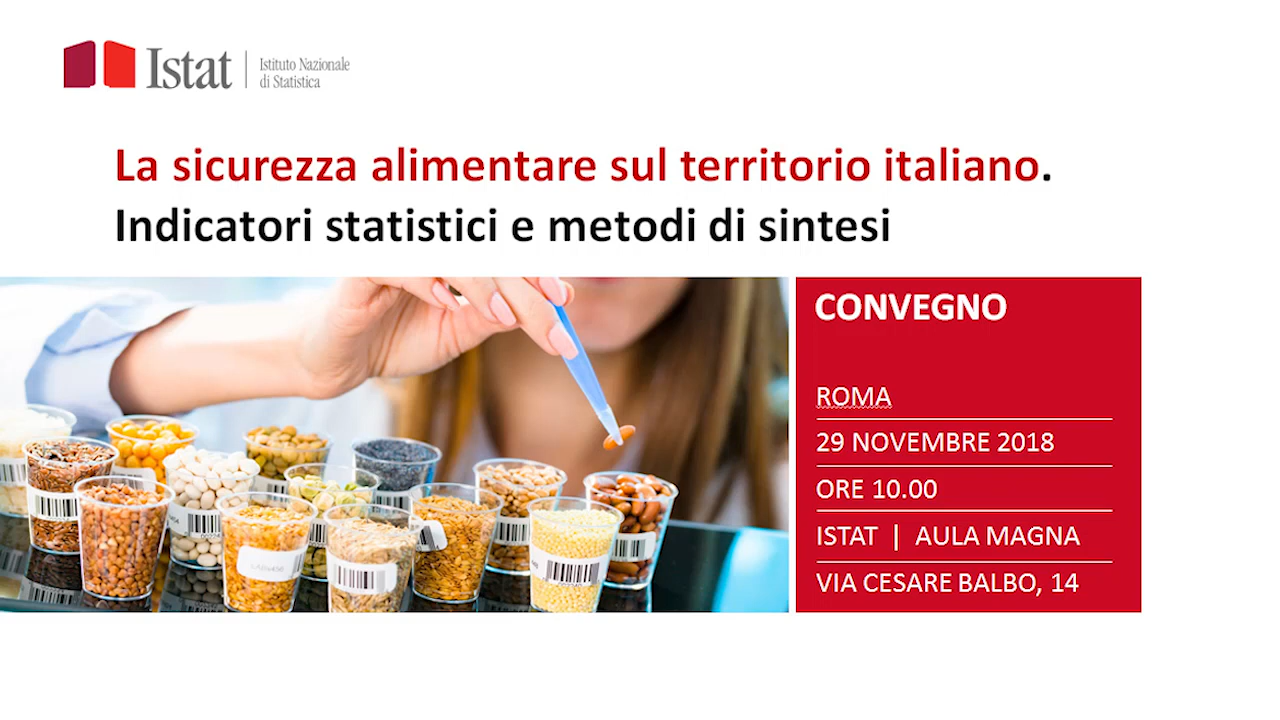 Istat
Istituto Nazionale
di Statistica
La sicurezza alimentare sul territorio italiano.
Indicatori statistici e metodi di sintesi
CONVEGNO
ROMA
29 NOVEMBRE 2018
ORE 10.00
ISTAT | AULA MAGNA
VIA CESARE BALBO, 14